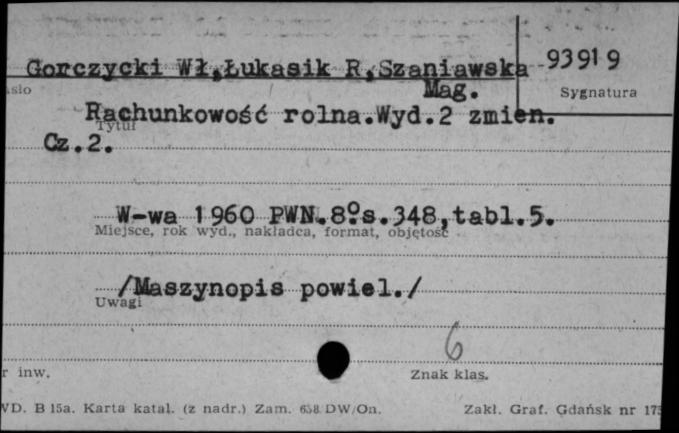 Gorczycki Wł,Łukasik R,Szaniawska
93919
Mag.
Sygnatura
Rachunkowość rolna.Wyd.2 zmien.
Tytuł
Cz.2.
W-wa 1960 PWN.8°.s.348,tabl.5.
Miejsce, rok wyd., nakładca, format, objętość
/Maszynopis powiel./
Uwagi
6
inw.
Znak klas.
B 15a. Karta katal. (z nadr.) Zam. 658 DW/On.
Zakł. Graf. Gdańsk nr